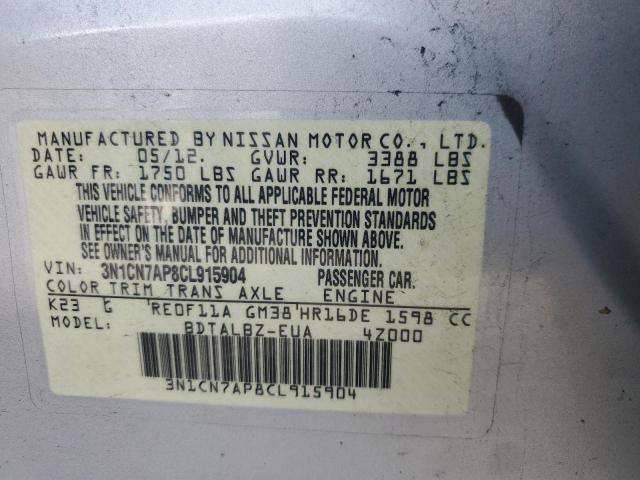 MANUFACTURED BY NISSAN MOTOR CO., LTD.
DATE: 05/12. GVWR: 3388 LBS
GAWR FR: 1750 LBS GAWR RR: 1671 LBS
THIS VEHICLE CONFORMS TO ALL APPLICABLE FEDERAL MOTOR
VEHICLE SAFETY, BUMPER AND THEFT PREVENTION STANDARDS
IN EFFECT ON THE DATE OF MANUFACTURE SHOWN ABOVE.
SEE OWNER'S MANUAL FOR ADDITIONAL INFORMATION.
VIN: 3N1CN7AP8CL915904 PASSENGER CAR.
COLOR TRIM TRANS AXLE ENGINE
K23 G RE0F11A GM38 HR16DE 1598 CC
MODEL: BDTALBZ-EUA 4Z000
3N1CN7AP8CL915904